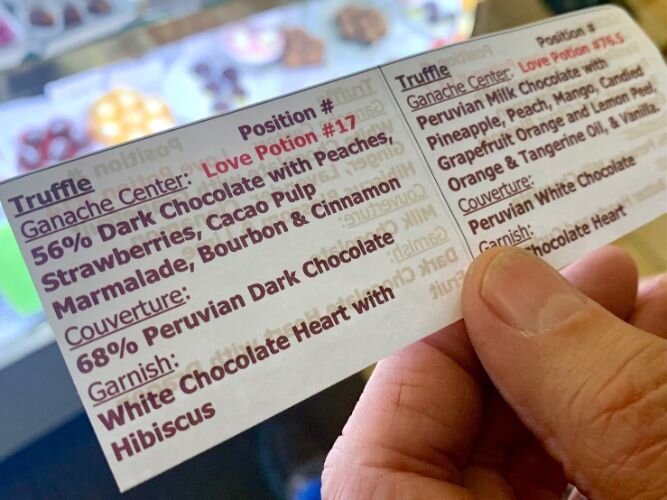 Position #
Truffle Love Potion #17
Ganache Center:
56% Dark Chocolate with Peaches,
Strawberries, Cacao Pulp
Marmalade, Bourbon & Cinnamon
Couverture:
68% Peruvian Dark Chocolate
Garnish:
White Chocolate Heart with
Hibiscus
Position #
Truffle Love Potion #76.5
Ganache Center:
Peruvian Milk Chocolate with
Pineapple, Peach, Mango, Candied
Grapefruit Orange and Lemon Peel,
Orange & Tangerine Oil, & Vanilla.
Couverture:
Peruvian White Chocolate
Garnish:
hocolate Heart